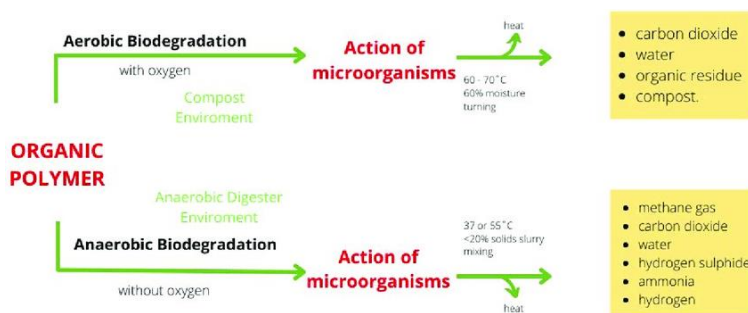 Aerobic Biodegradation
with oxygen
Compost
Enviroment
Action of
microorganisms
heat
60 - 70˚C
60% moisture
turning
• carbon dioxide
• water
• organic residue
• compost.
ORGANIC
POLYMER
Anaerobic Digester
Enviroment
Anaerobic Biodegradation
without oxygen
Action of
microorganisms
37 or 55˚C
<20% solids slurry
mixing
heat
• methane gas
• carbon dioxide
• water
• hydrogen sulphide
• ammonia
• hydrogen